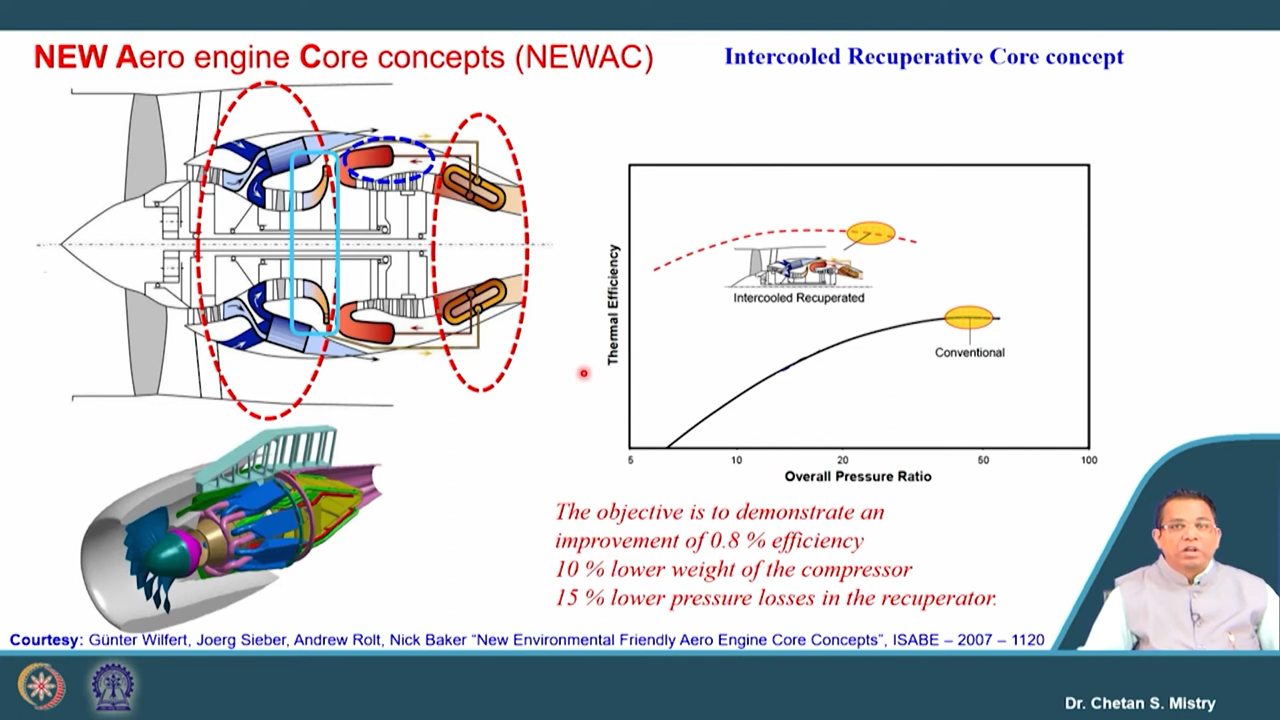 NEW Aero engine Core concepts (NEWAC)
Intercooled Recuperative Core concept
Thermal Efficiency
Intercooled Recuperated
Conventional
5 10 20 50 100
Overall Pressure Ratio
The objective is to demonstrate an
improvement of 0.8 % efficiency
10 % lower weight of the compressor
15 % lower pressure losses in the recuperator.
Courtesy: Günter Wilfert, Joerg Sieber, Andrew Rolt, Nick Baker “New Environmental Friendly Aero Engine Core Concepts”, ISABE – 2007 – 1120
Dr. Chetan S. Mistry